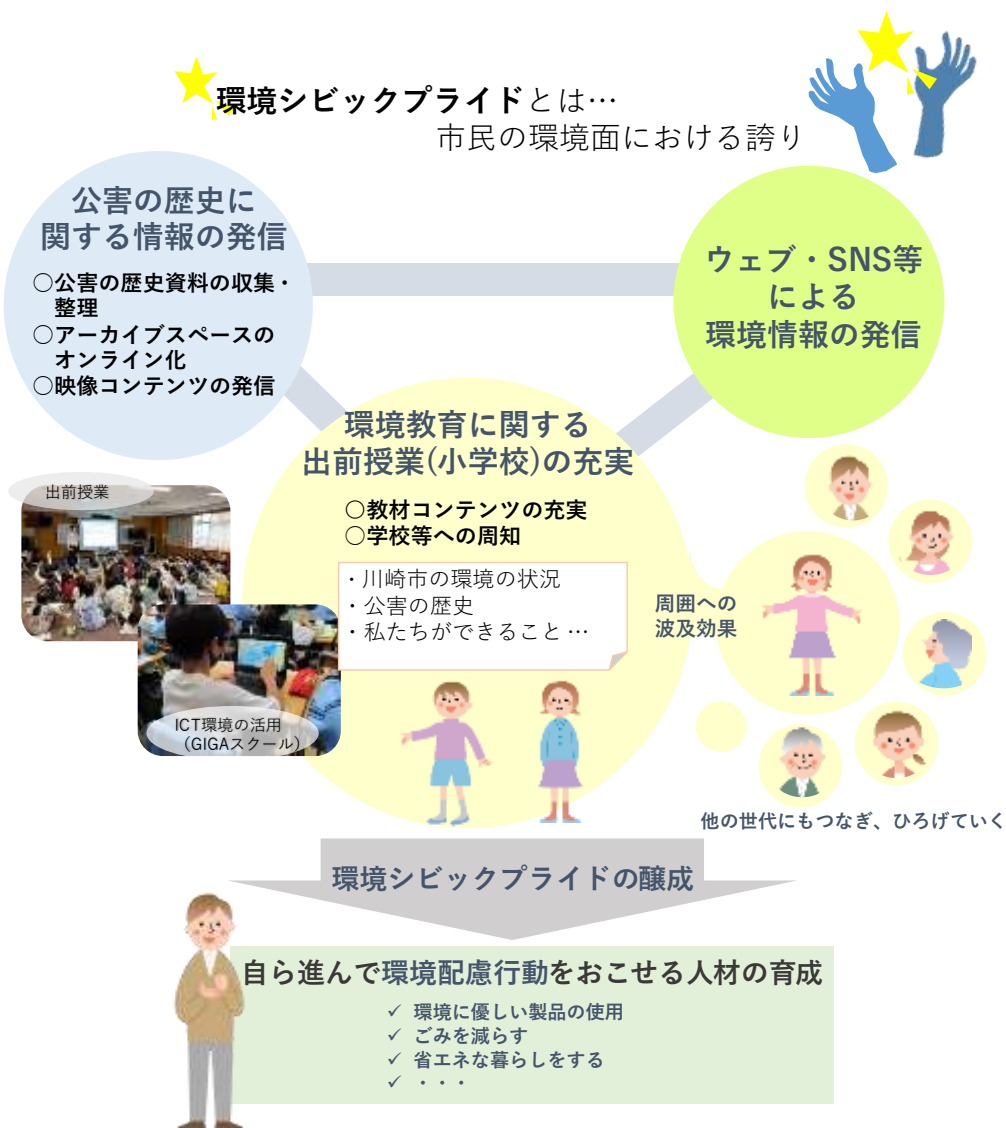 環境シビックプライドとは…
市民の環境面における誇り
公害の歴史に
関する情報の発信
○公害の歴史資料の収集・
整理
○アーカイブスペースの
オンライン化
○映像コンテンツの発信
ウェブ・SNS等
による
環境情報の発信
環境教育に関する
出前授業(小学校)の充実
○教材コンテンツの充実
○学校等への周知
・川崎市の環境の状況
・公害の歴史
・私たちができること…
出前授業
ICT環境の活用
（GIGAスクール）
周囲への
波及効果
他の世代にもつなぎ、ひろげていく
環境シビックプライドの醸成
自ら進んで環境配慮行動をおこせる人材の育成
✓ 環境に優しい製品の使用
✓ ごみを減らす
✓ 省エネな暮らしをする
✓ ・・・